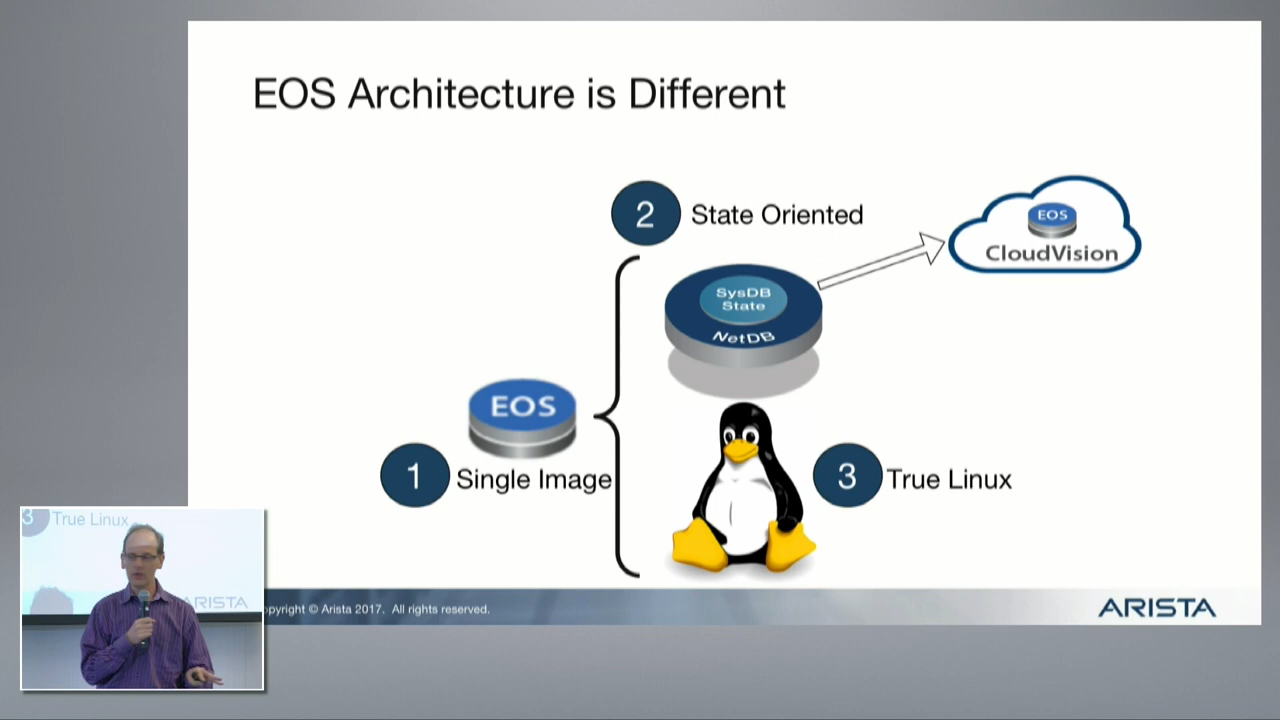 EOS Architecture is Different
2
State Oriented
EOS
CloudVision
SysDB
State
NetDB
EOS
1
Single Image
3
True Linux
3
True Linux
ARISTA
opyright © Arista 2017. All rights reserved.
ARISTA